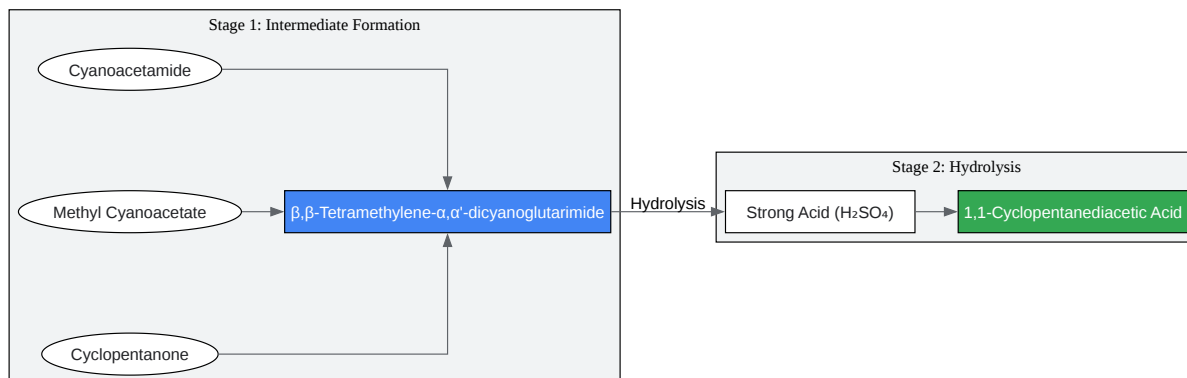 Stage 1: Intermediate Formation
Cyanoacetamide
Methyl Cyanoacetate
β,β-Tetramethylene-α,α'-dicyanoglutarimide
Cyclopentanone
Hydrolysis
Stage 2: Hydrolysis
Strong Acid (H₂SO₄)
1,1-Cyclopentanediacetic Acid